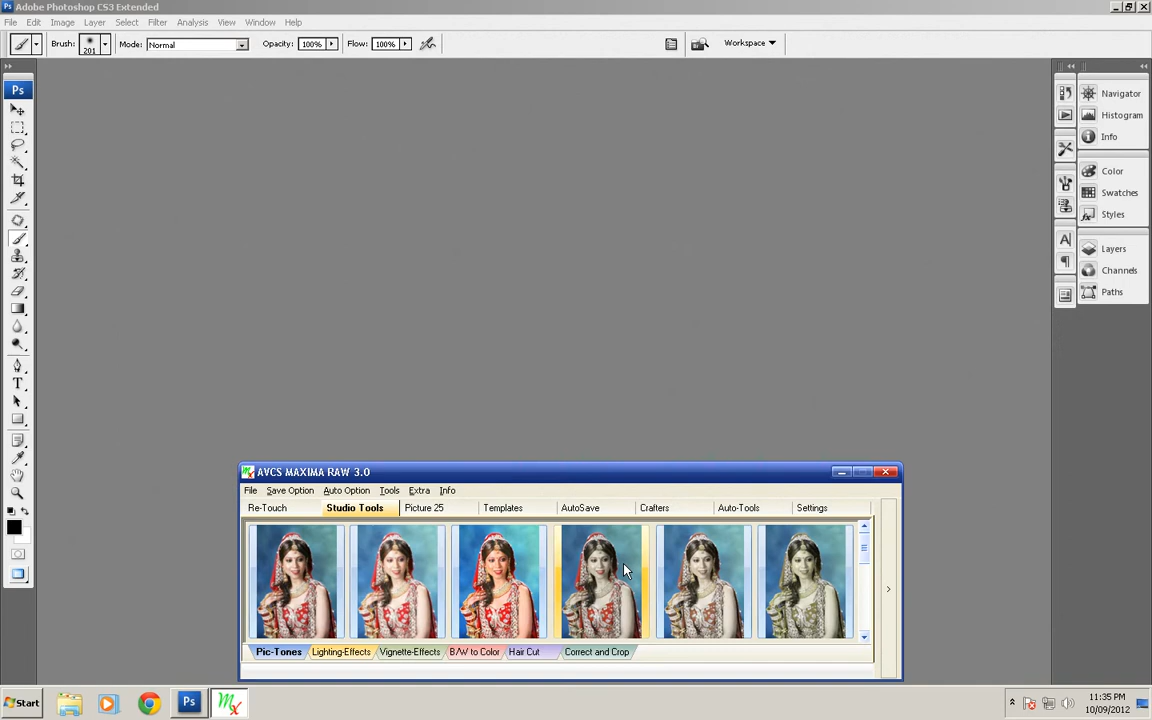 Ps Adobe Photoshop CS3 Extended
File Edit Image Layer Select Filter Analysis View Window Help
Brush: 201 Mode: Normal Opacity: 100% Flow: 100% Workspace
Ps
Navigator
Histogram
Info
Color
Swatches
Styles
Layers
Channels
Paths
AVCS MAXIMA RAW 3.0
File Save Option Auto Option Tools Extra Info
Re-Touch Studio Tools Picture 25 Templates AutoSave Crafters Auto-Tools Settings
Pic-Tones Lighting-Effects Vignette-Effects B/W to Color Hair Cut Correct and Crop
Start Ps 11:35 PM
10/09/2012